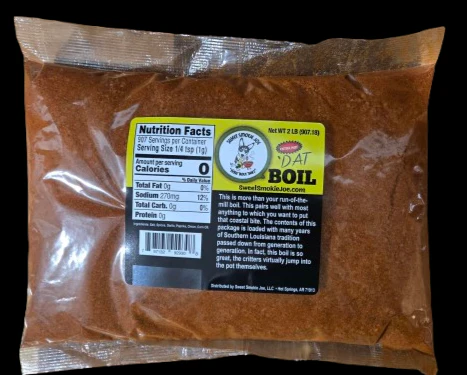 Nutrition Facts
907 Servings per Container
Serving Size 1/4 tsp (1g)
Amount per serving
Calories 0
% Daily Value
Total Fat 0g 0%
Sodium 270mg 12%
Total Carb. 0g 0%
Protein 0g
SWEET SMOKIE JOE
Net WT 2 LB (907.18)
'DAT
BOIL
SweetSmokieJoe.com
This is more than your run-of-the-
mill boil. This pairs well with most
anything to which you want to put
that coastal bite. The contents of this
package is loaded with many years
of Southern Louisiana tradition
passed down from generation to
generation. In fact, this boil is so
great, the critters virtually jump into
the pot themselves.
Distributed by Sweet Smokie Joe, LLC • Hot Springs, AR 71913